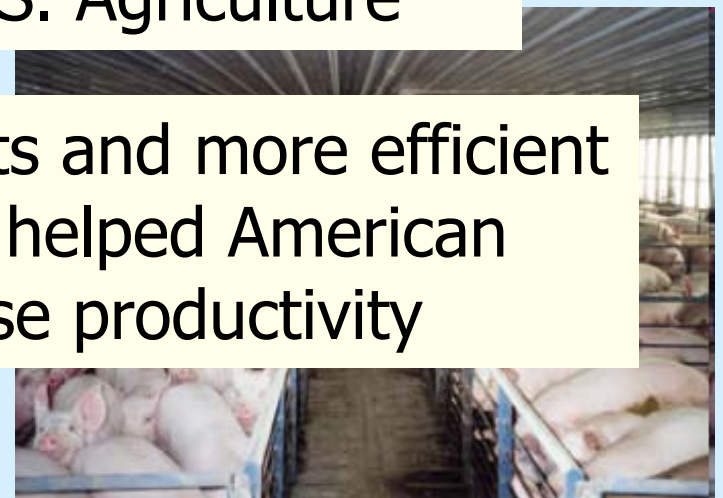 S. Agriculture
ts and more efficient
helped American
se productivity